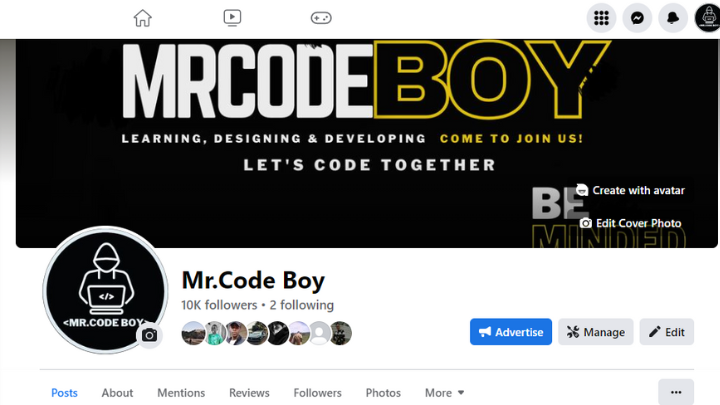 MRCODEBOY
LEARNING, DESIGNING & DEVELOPING COME TO JOIN US!
LET'S CODE TOGETHER
Create with avatar
BE
Edit Cover Photo
MINDED
</>
<MR.CODE BOY>
Mr.Code Boy
10K followers • 2 following
Advertise Manage Edit
Posts About Mentions Reviews Followers Photos More